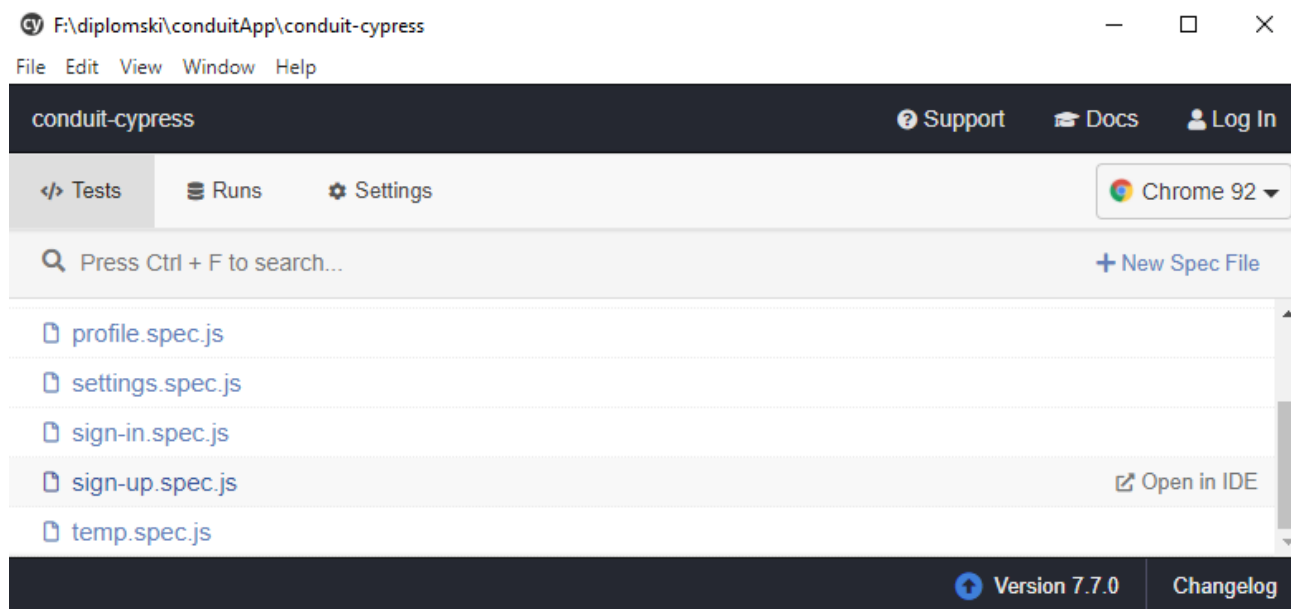 cy F:\diplomski\conduitApp\conduit-cypress
File Edit View Window Help
conduit-cypress Support Docs Log In
</> Tests Runs Settings Chrome 92
Press Ctrl + F to search... + New Spec File
profile.spec.js
settings.spec.js
sign-in.spec.js
sign-up.spec.js Open in IDE
temp.spec.js
Version 7.7.0 Changelog